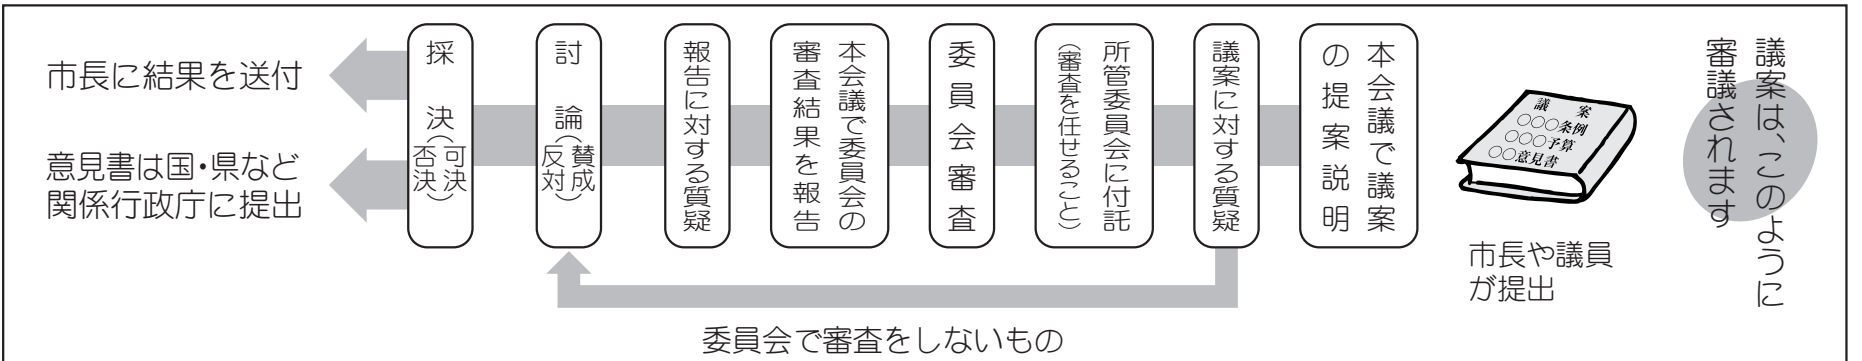 議案は、このように
審議されます
議　案
○○○条例
○○○予算
○○意見書
市長や議員
が提出
本会議で議案
の提案説明
議案に対する質疑
所管委員会に付託
（審査を任せること）
委員会審査
本会議で委員会の
審査結果を報告
報告に対する質疑
討　論（賛成
反対）
採　決（可決
否決）
市長に結果を送付
意見書は国・県など
関係行政庁に提出
委員会で審査をしないもの